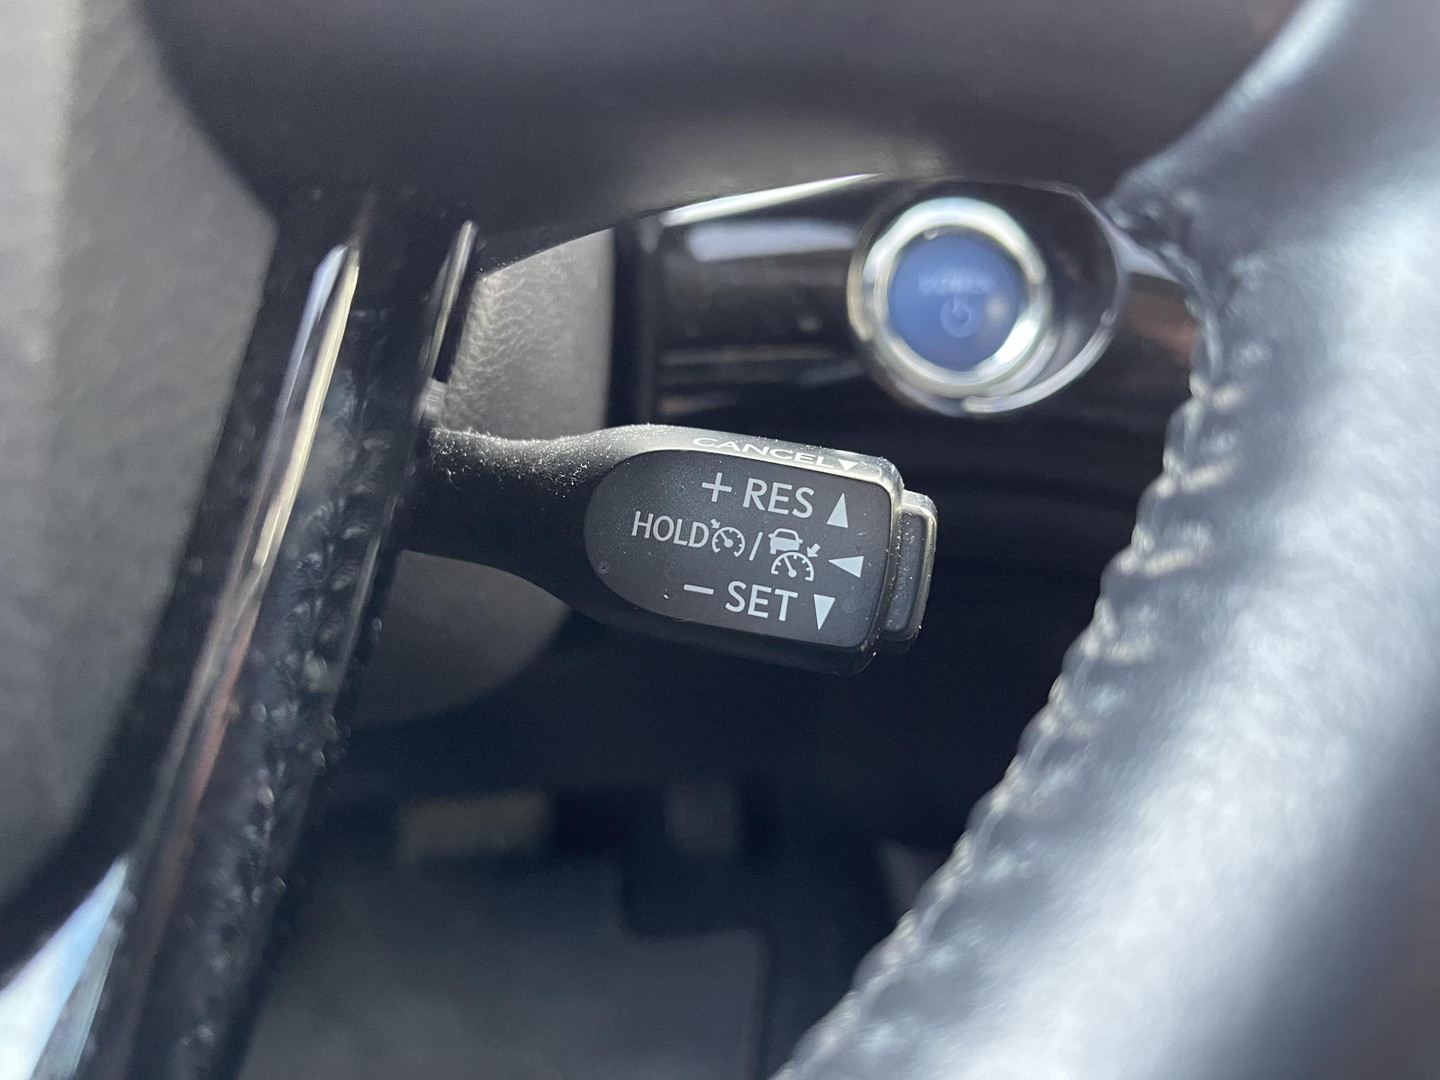 CANCEL▼
+ RES ▲
HOLD / ◀
− SET ▼